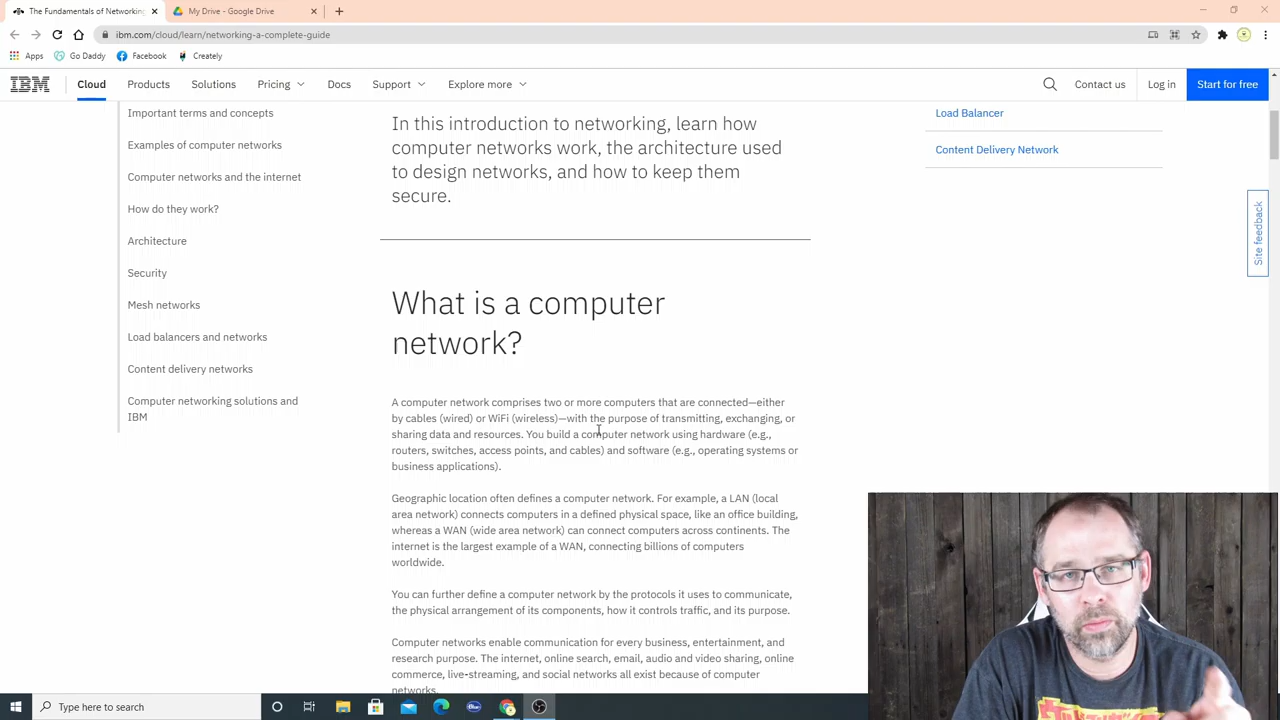 The Fundamentals of Networking
My Drive - Google Drive
ibm.com/cloud/learn/networking-a-complete-guide
Apps
Go Daddy
Facebook
Creately
IBM
Cloud
Products
Solutions
Pricing
Docs
Support
Explore more
Contact us
Log in
Start for free
Important terms and concepts
Examples of computer networks
Computer networks and the internet
How do they work?
Architecture
Security
Mesh networks
Load balancers and networks
Content delivery networks
Computer networking solutions and
IBM
In this introduction to networking, learn how
computer networks work, the architecture used
to design networks, and how to keep them
secure.
What is a computer
network?
A computer network comprises two or more computers that are connected—either
by cables (wired) or WiFi (wireless)—with the purpose of transmitting, exchanging, or
sharing data and resources. You build a computer network using hardware (e.g.,
routers, switches, access points, and cables) and software (e.g., operating systems or
business applications).
Geographic location often defines a computer network. For example, a LAN (local
area network) connects computers in a defined physical space, like an office building,
whereas a WAN (wide area network) can connect computers across continents. The
internet is the largest example of a WAN, connecting billions of computers
worldwide.
You can further define a computer network by the protocols it uses to communicate,
the physical arrangement of its components, how it controls traffic, and its purpose.
Computer networks enable communication for every business, entertainment, and
research purpose. The internet, online search, email, audio and video sharing, online
commerce, live-streaming, and social networks all exist because of computer
networks.
Load Balancer
Content Delivery Network
Site feedback
Type here to search